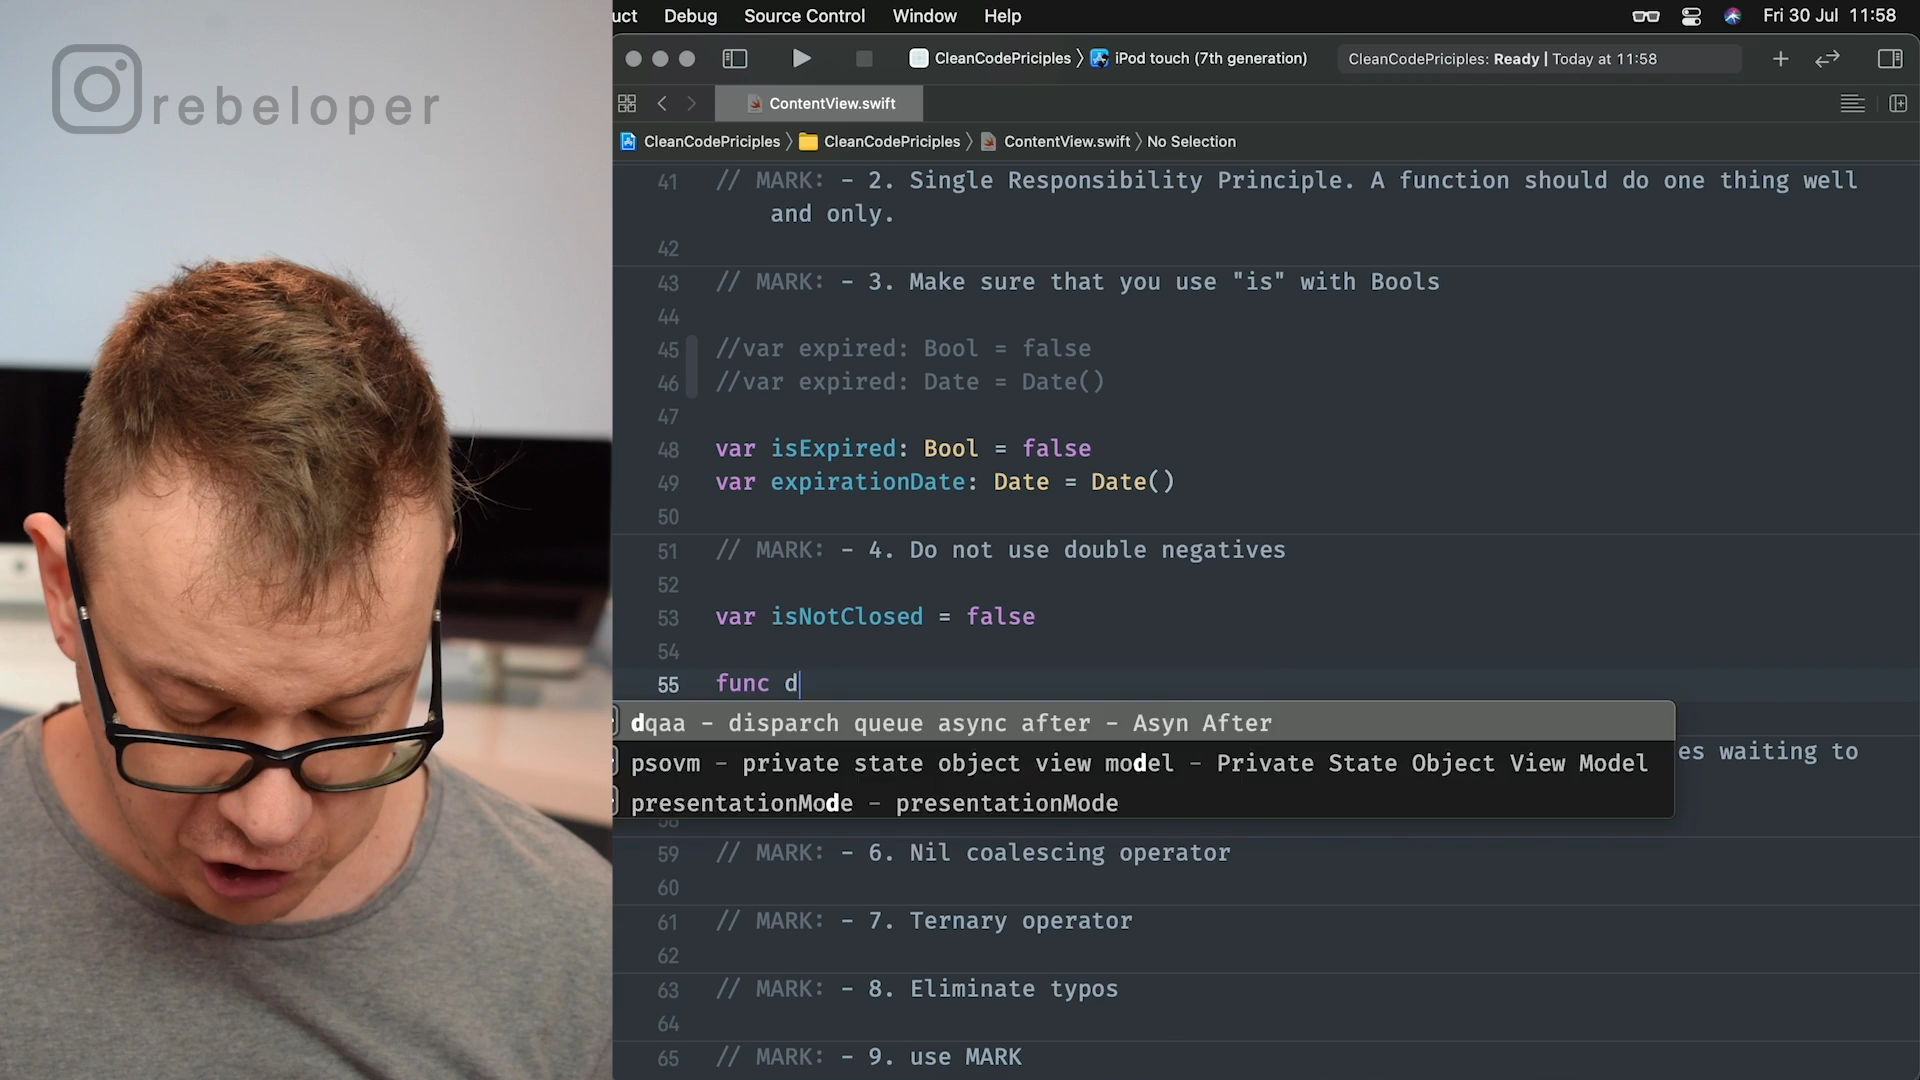 rebeloper
uct Debug Source Control Window Help Fri 30 Jul 11:58
CleanCodePriciples 〉 iPod touch (7th generation) CleanCodePriciples: Ready | Today at 11:58
ContentView.swift
CleanCodePriciples 〉 CleanCodePriciples 〉 ContentView.swift 〉 No Selection
41 // MARK: - 2. Single Responsibility Principle. A function should do one thing well
and only.
42
43 // MARK: - 3. Make sure that you use "is" with Bools
44
45 //var expired: Bool = false
46 //var expired: Date = Date()
47
48 var isExpired: Bool = false
49 var expirationDate: Date = Date()
50
51 // MARK: - 4. Do not use double negatives
52
53 var isNotClosed = false
54
55 func d
dqaa - disparch queue async after - Asyn After
psovm - private state object view model - Private State Object View Model
es waiting to
presentationMode - presentationMode
59 // MARK: - 6. Nil coalescing operator
60
61 // MARK: - 7. Ternary operator
62
63 // MARK: - 8. Eliminate typos
64
65 // MARK: - 9. use MARK